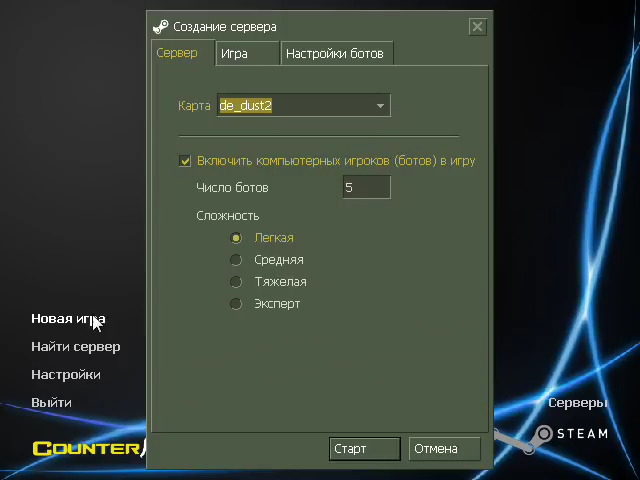 Создание сервера
Сервер
Игра
Настройки ботов
Карта
de_dust2
Включить компьютерных игроков (ботов) в игру
Число ботов
5
Сложность
Легкая
Средняя
Тяжелая
Эксперт
Новая игра
Найти сервер
Настройки
Выйти
Серверы
COUNTER
STEAM
Старт
Отмена